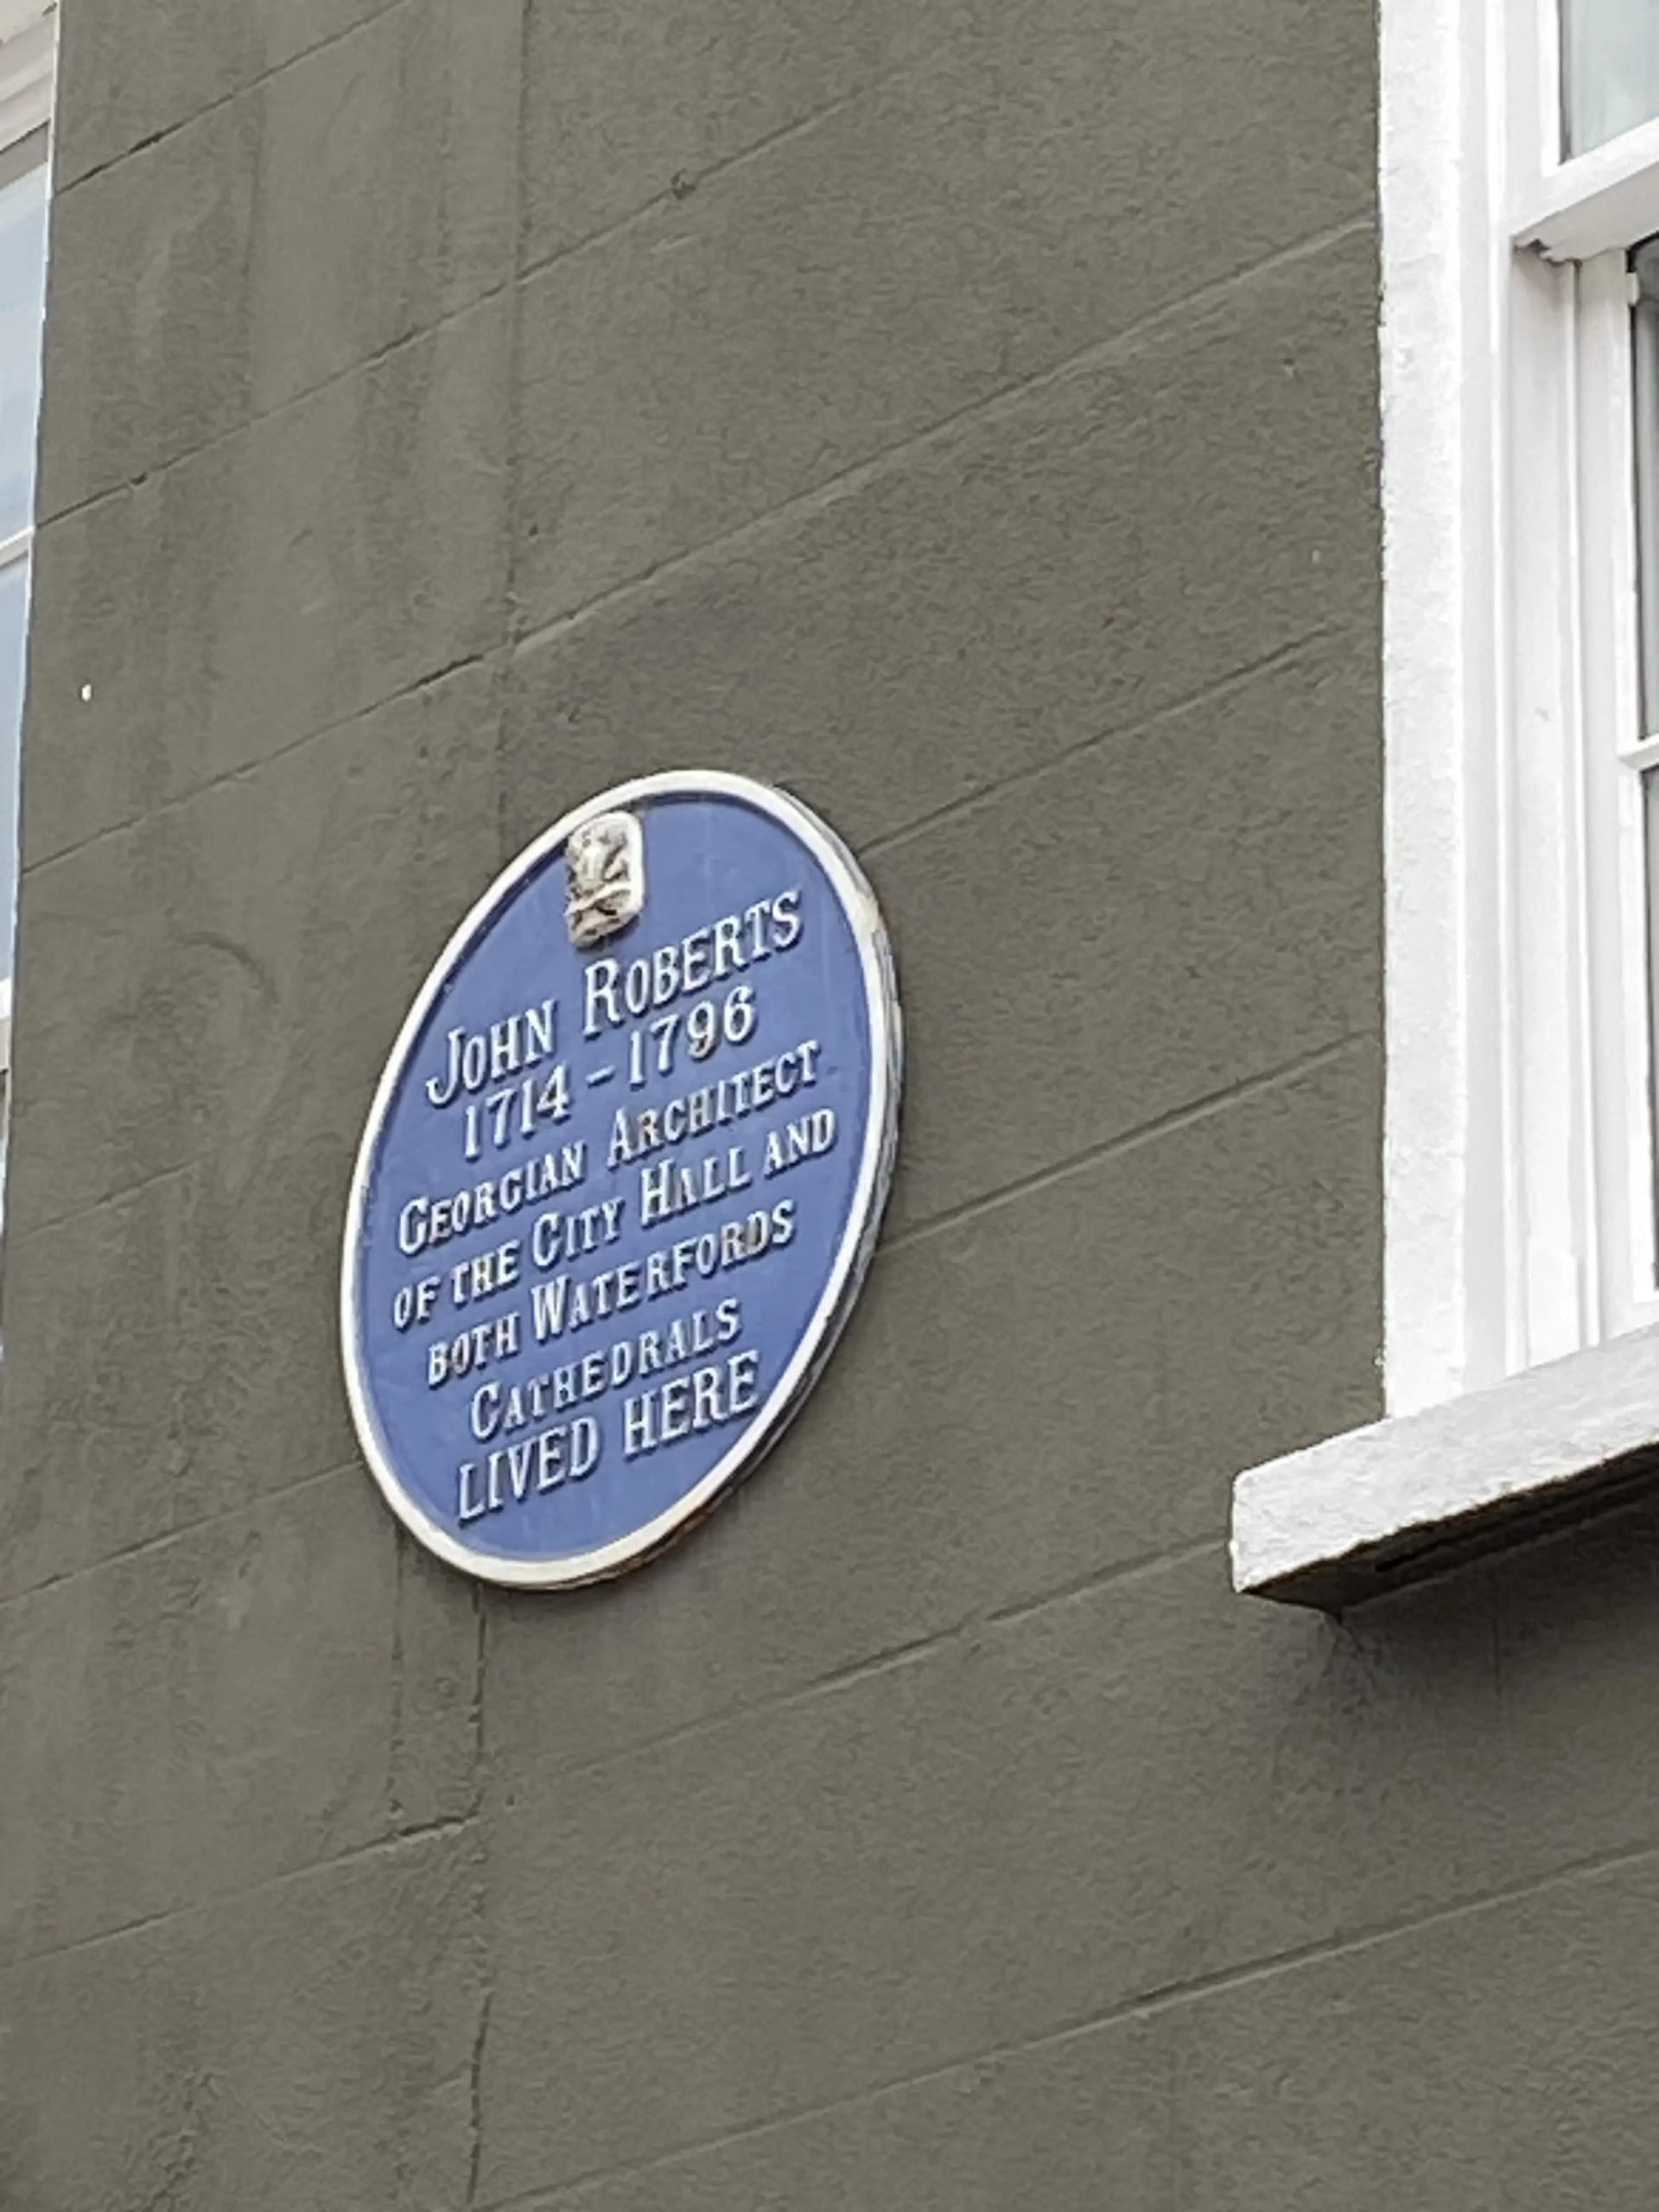 JOHN ROBERTS
1714 - 1796
GEORGIAN ARCHITECT
OF THE CITY HALL AND
BOTH WATERFORDS
CATHEDRALS
LIVED HERE